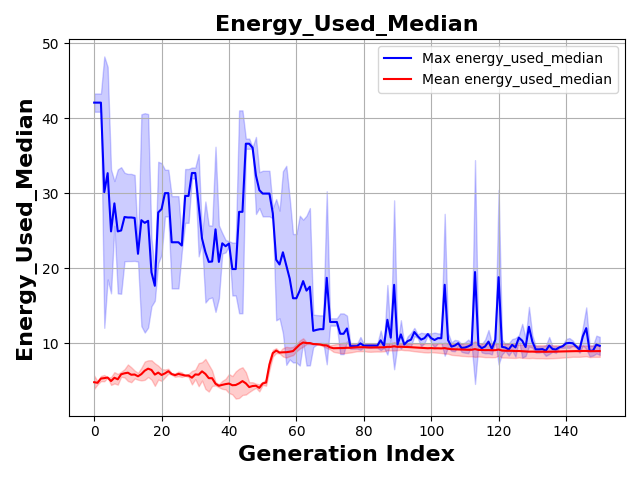 Energy_Used_Median
Max energy_used_median
Mean energy_used_median
Energy_Used_Median
50
40
30
20
10
0 20 40 60 80 100 120 140
Generation Index